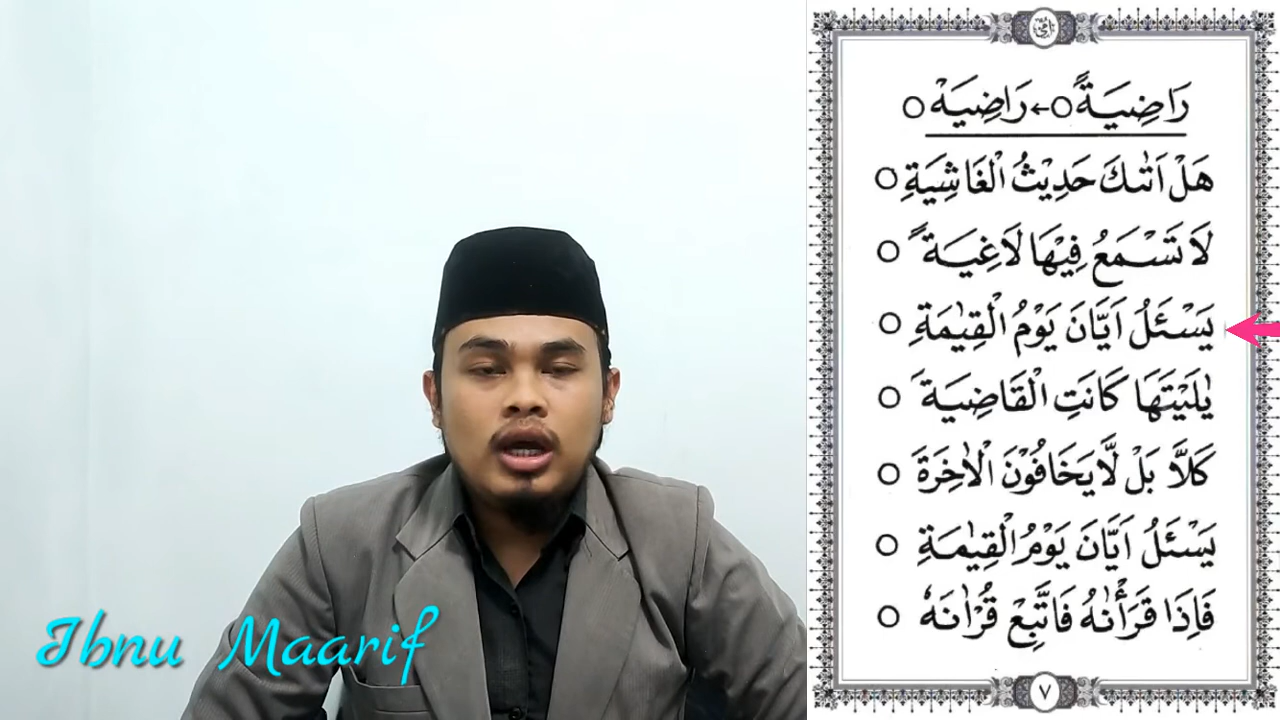 رَاضِيَةً ○ ← رَاضِيَهْ ○
هَلْ اَتٰىكَ حَدِيْثُ الْغَاشِيَةِ ○
لَا تَسْمَعُ فِيْهَا لَاغِيَةً ○
يَسْـَٔلُ اَيَّانَ يَوْمُ الْقِيٰمَةِ ○
يٰلَيْتَهَا كَانَتِ الْقَاضِيَةَ ○
كَلَّا بَلْ لَّا يَخَافُوْنَ الْاٰخِرَةَ ○
يَسْـَٔلُ اَيَّانَ يَوْمُ الْقِيٰمَةِ ○
فَاِذَا قَرَأْنٰهُ فَاتَّبِعْ قُرْاٰنَهٗ ○
٧
Ibnu Maarif